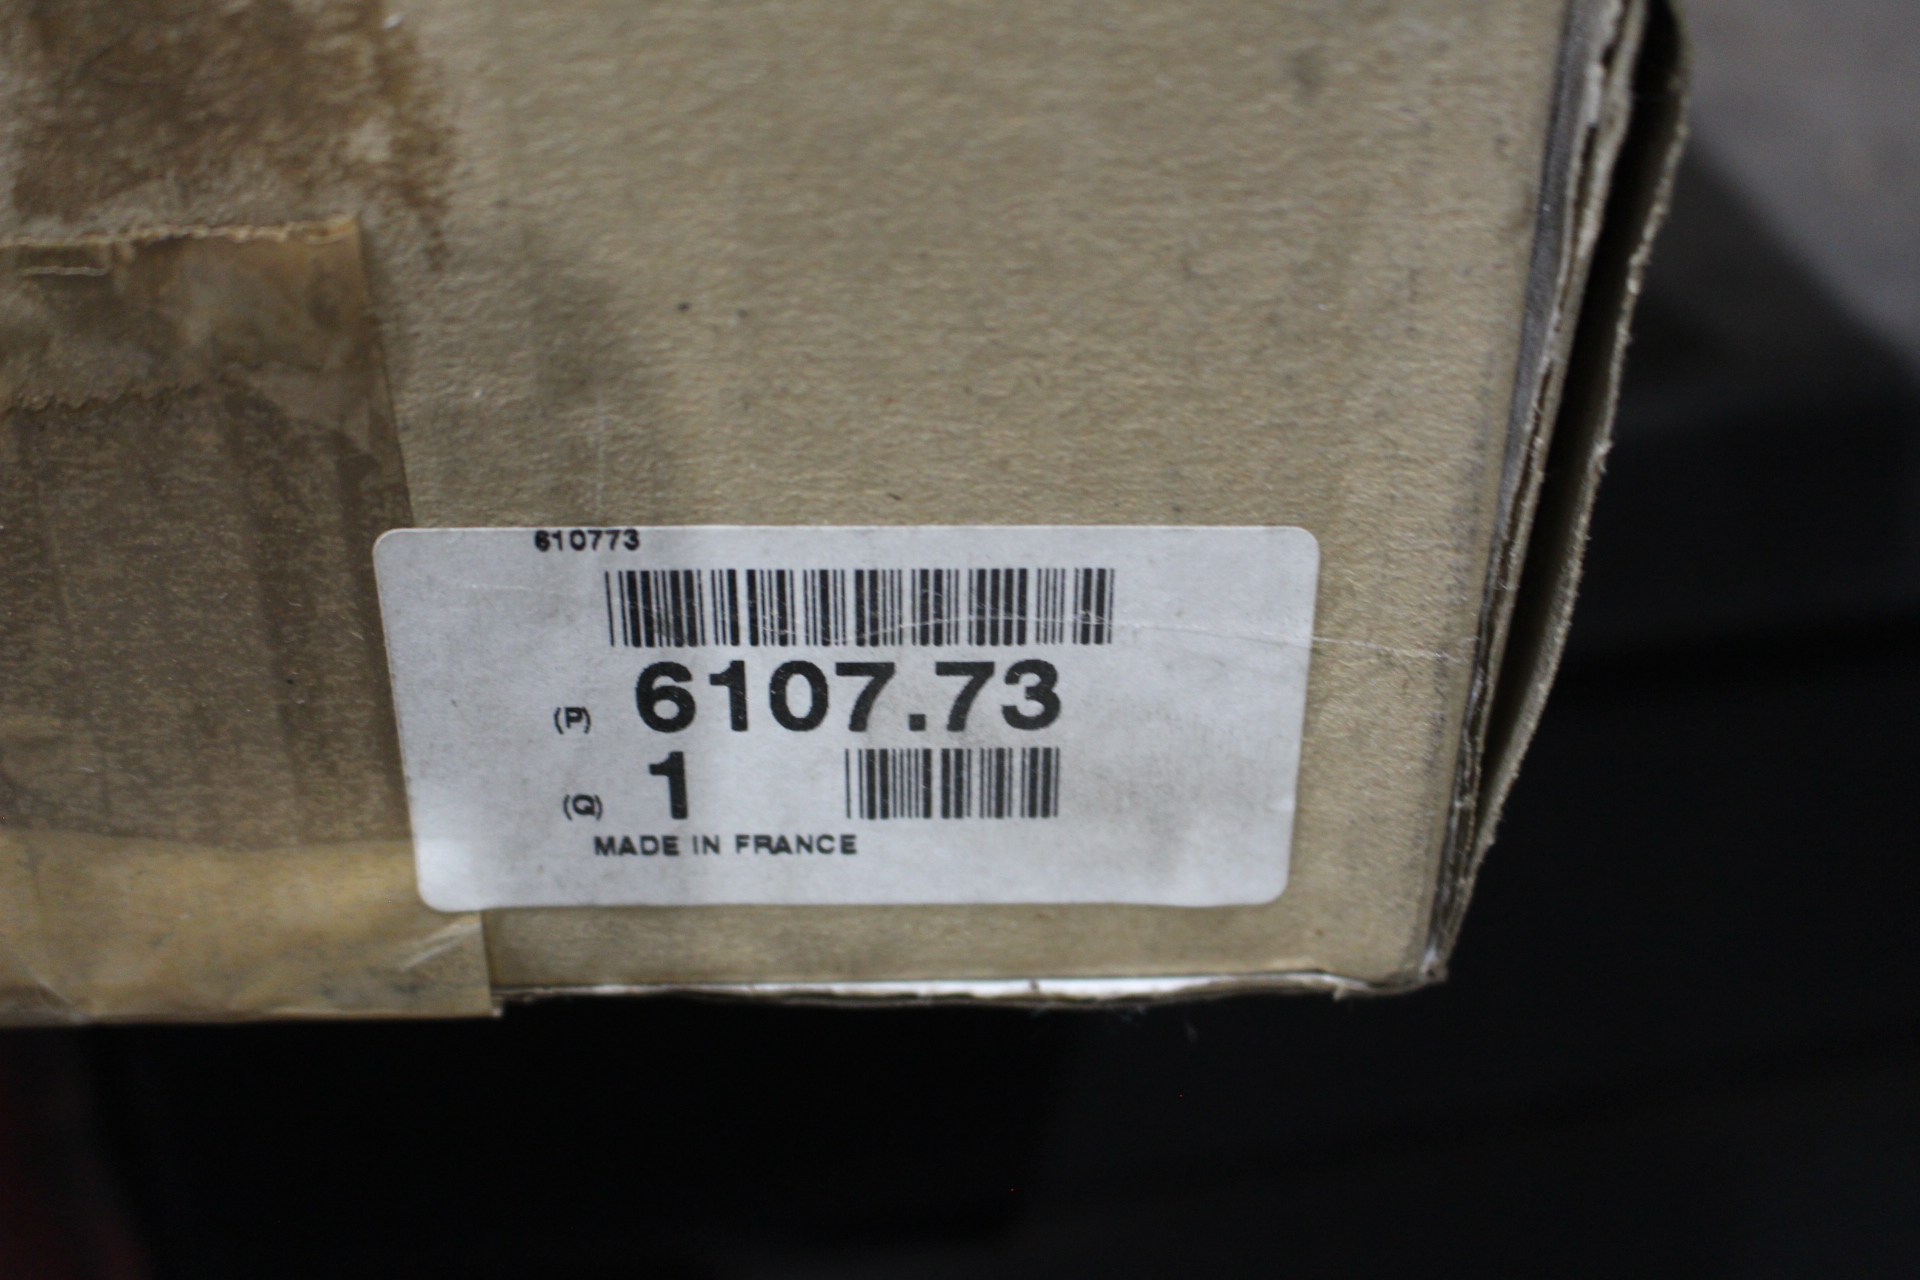 610773
(P) 6107.73
(Q) 1
MADE IN FRANCE